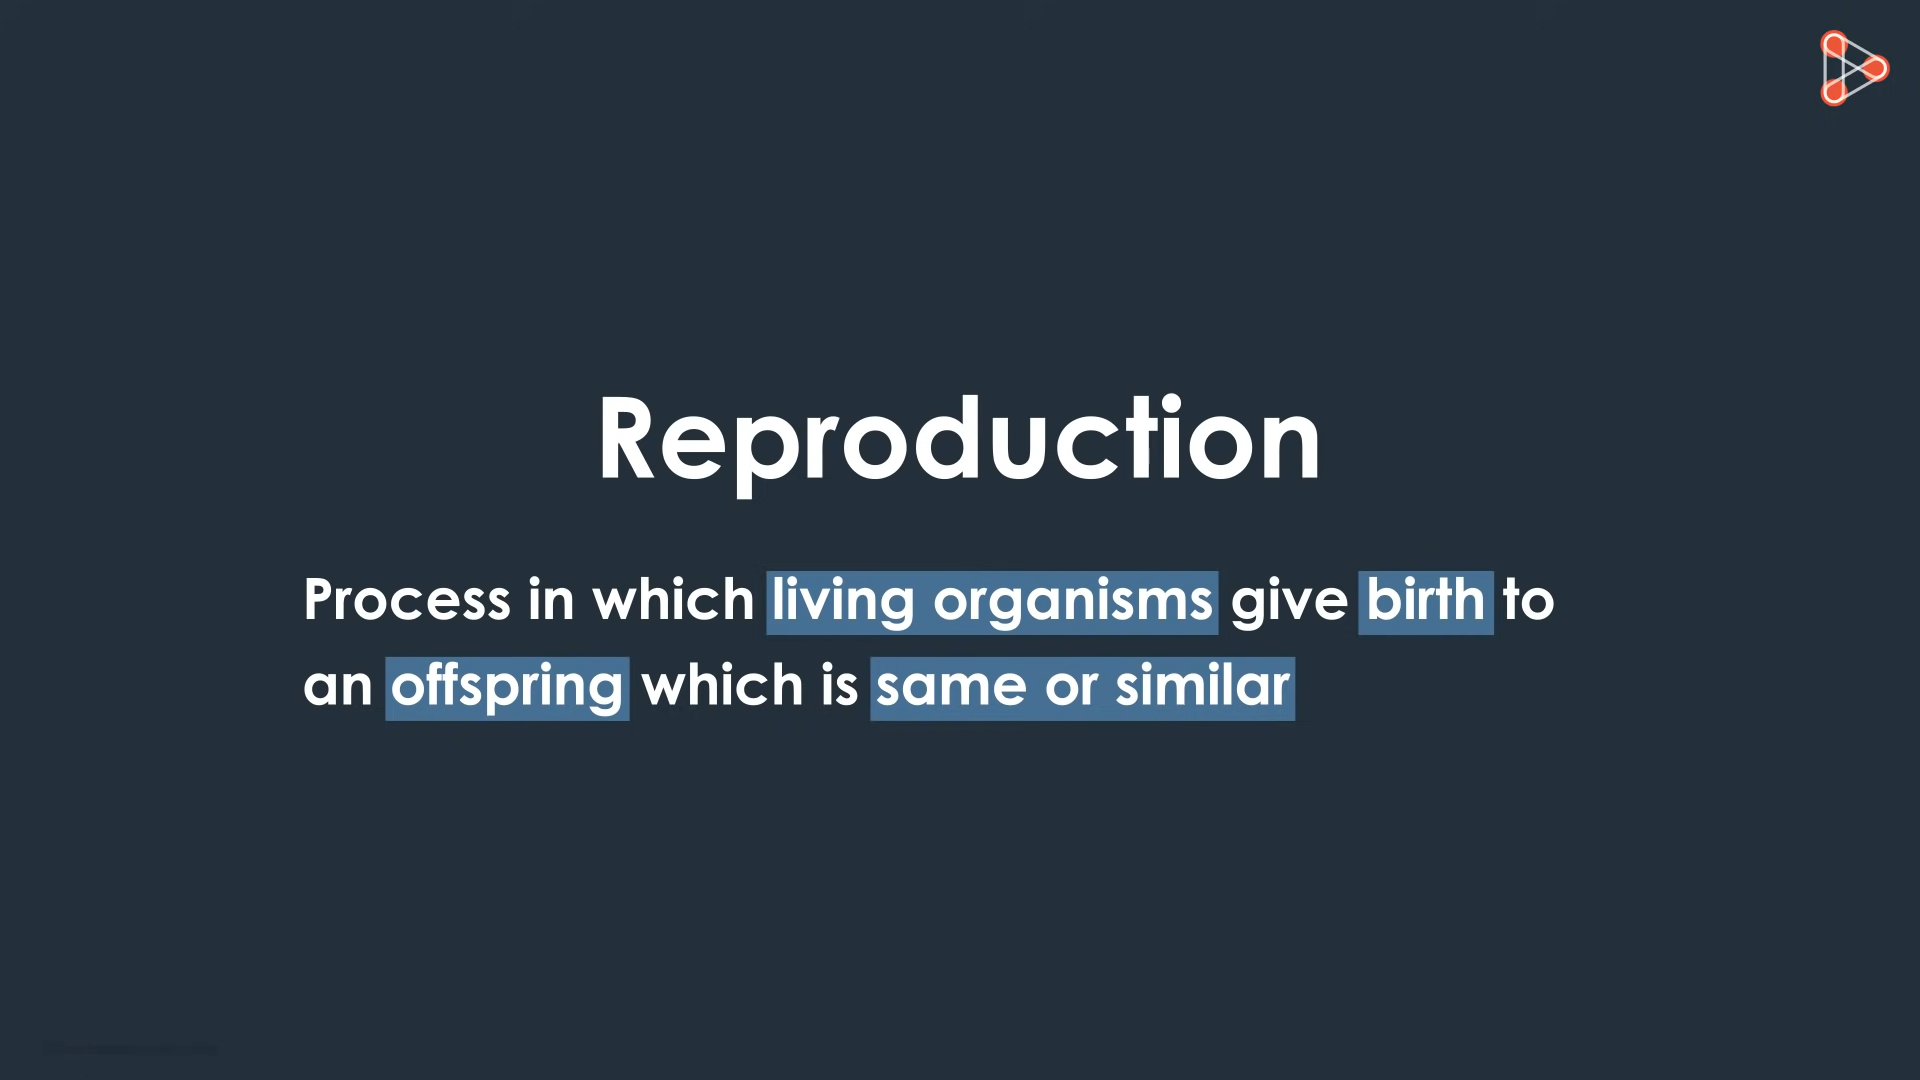 Reproduction
Process in which living organisms give birth to
an offspring which is same or similar